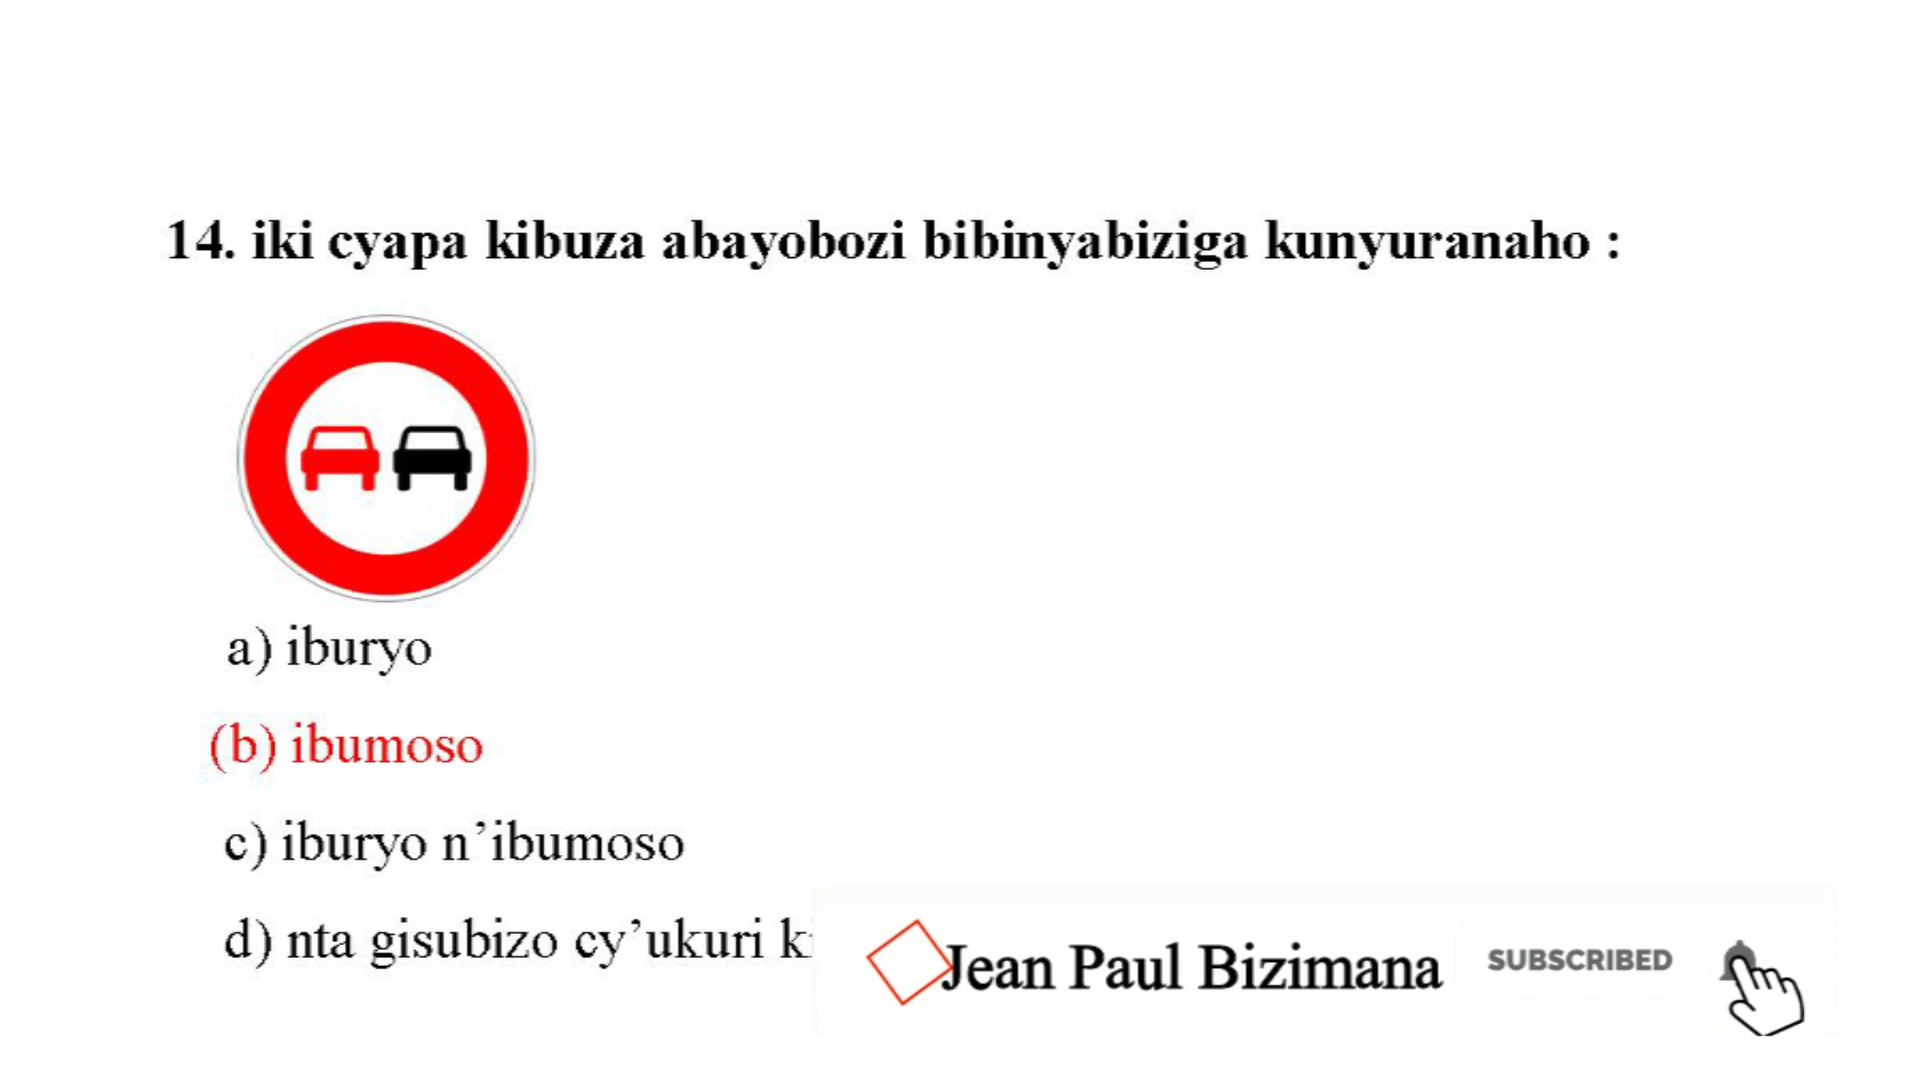 14. iki cyapa kibuza abayobozi bibinyabiziga kunyuranaho :
a) iburyo
(b) ibumoso
c) iburyo n’ibumoso
d) nta gisubizo cy’ukuri
Jean Paul Bizimana
SUBSCRIBED